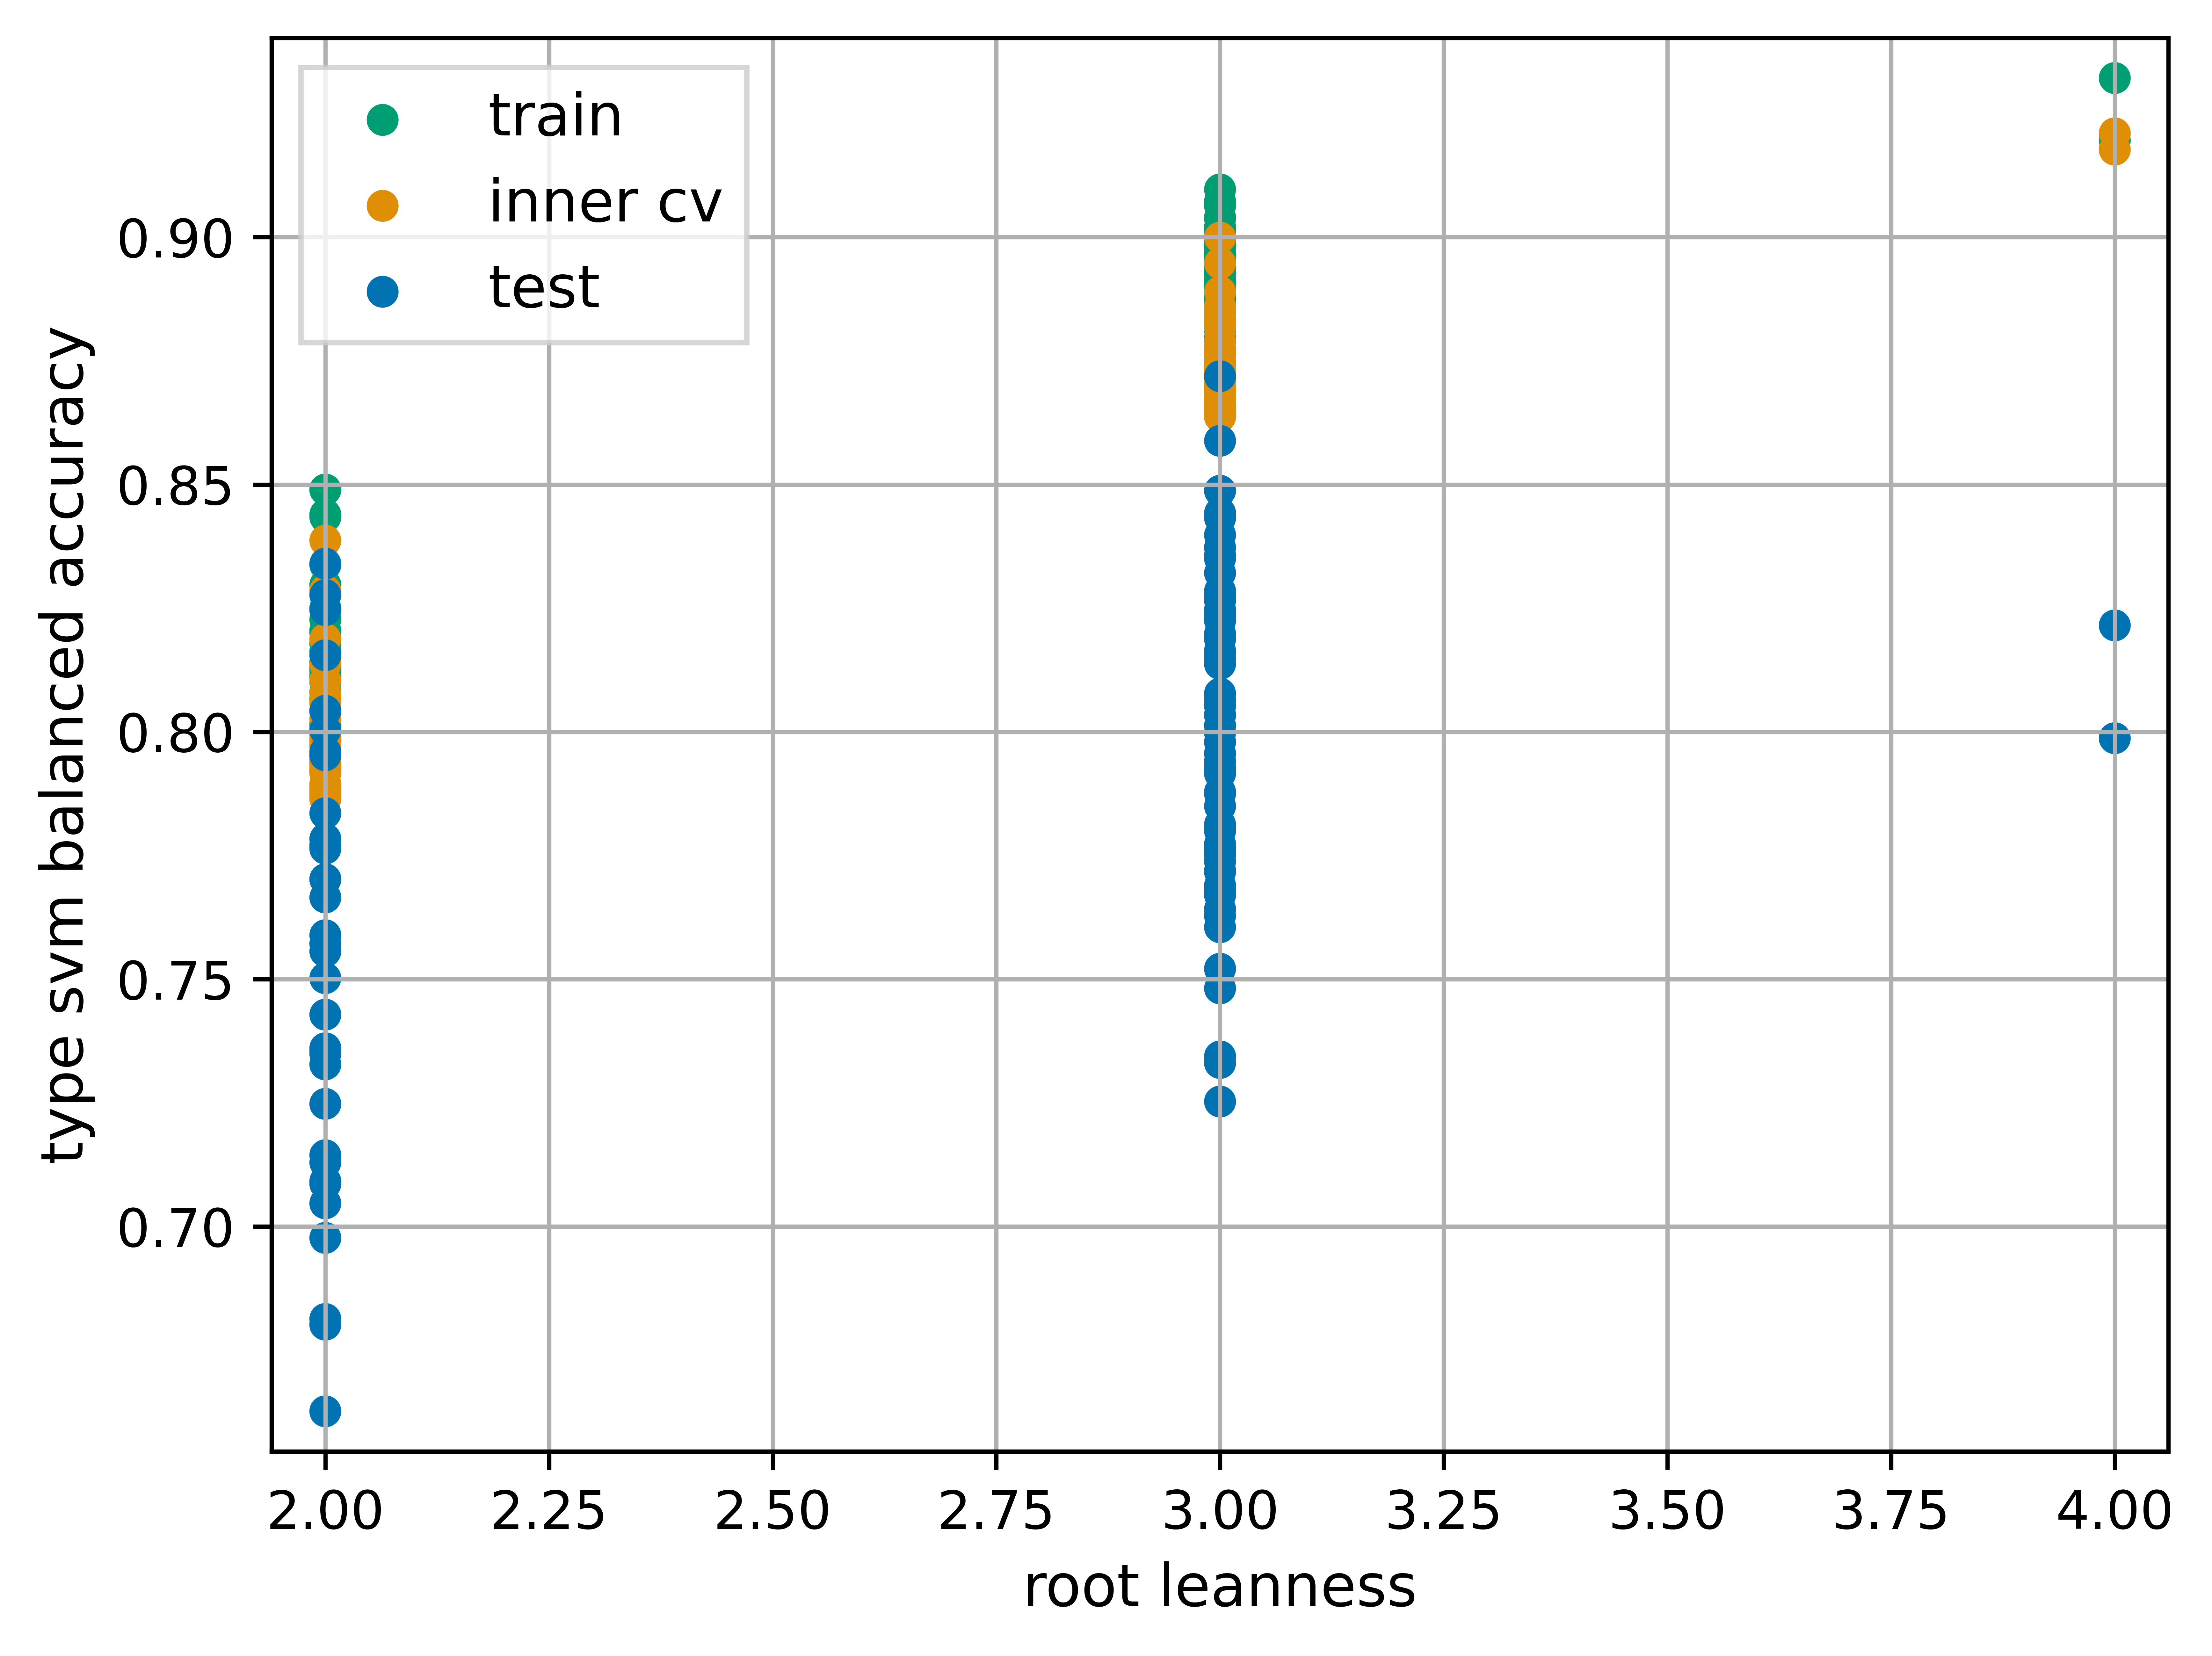 train
inner cv
test
0.90
0.85
0.80
0.75
0.70
type svm balanced accuracy
2.00 2.25 2.50 2.75 3.00 3.25 3.50 3.75 4.00
root leanness